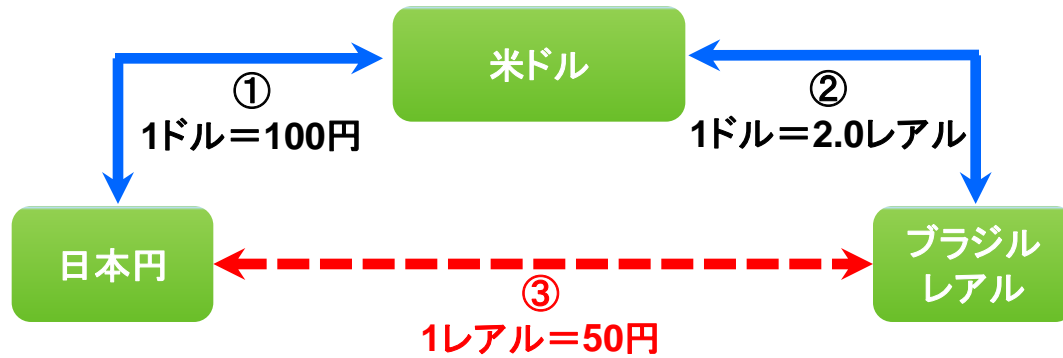 米ドル
①
1ドル＝100円
②
1ドル＝2.0レアル
日本円
ブラジル
レアル
③
1レアル＝50円